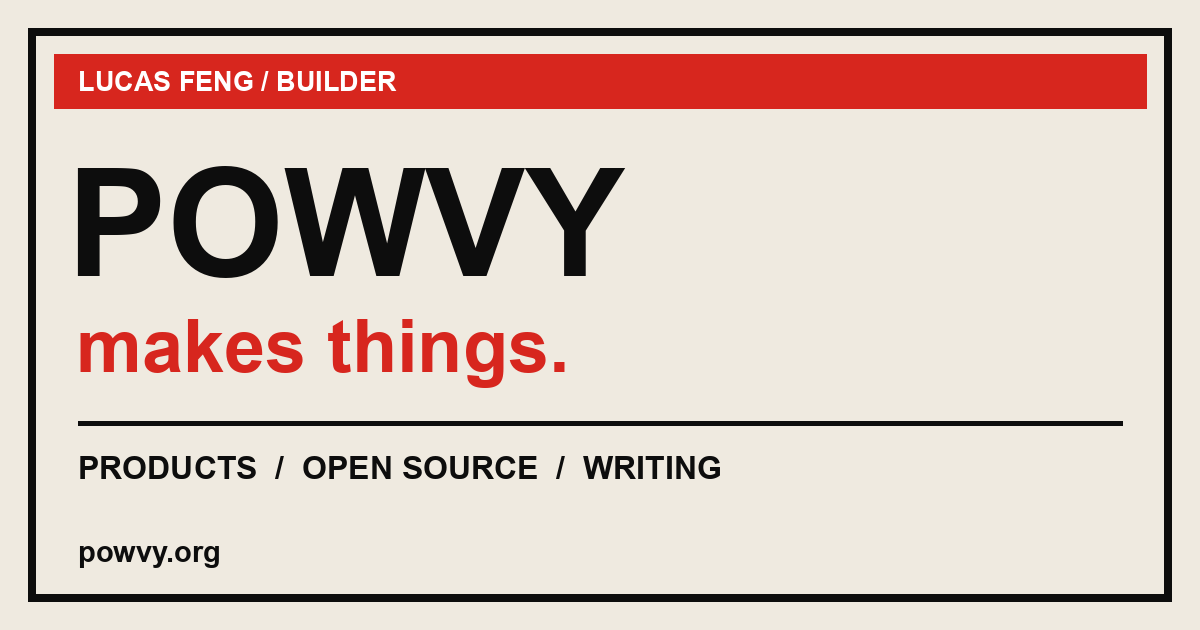 LUCAS FENG / BUILDER
POWVY
makes things.
PRODUCTS / OPEN SOURCE / WRITING
powvy.org